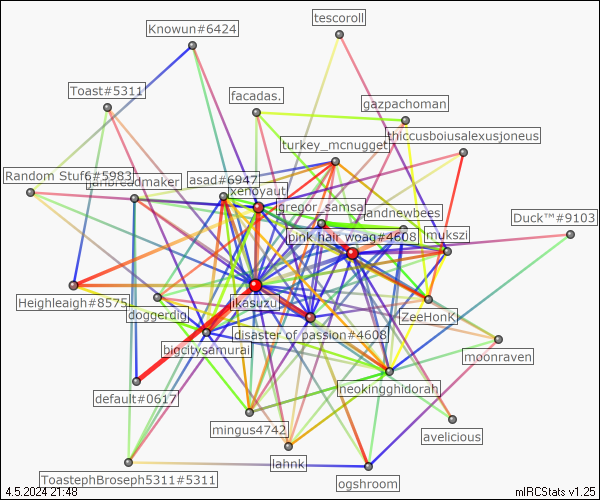 tescoroll
Knowun#6424
Toast#5311
facadas.
gazpachoman
thiccusboiusalexusjoneus
turkey_mcnugget
Random Stuf6#5983
asad#6947
xenoyaut
gregor_samsa
andnewbees
Duck™#9103
pink hair woag#4608
mukszi
Heighleaigh#8575
doggerdigi
ikasuzu
ZeeHonK
disaster of passion#4608
bigcitysamurai
moonraven
default#0617
neokingghidorah
mingus4742
avelicious
lahnk
ToastephBroseph5311#5311
ogshroom
4.5.2024 21:48
mIRCStats v1.25